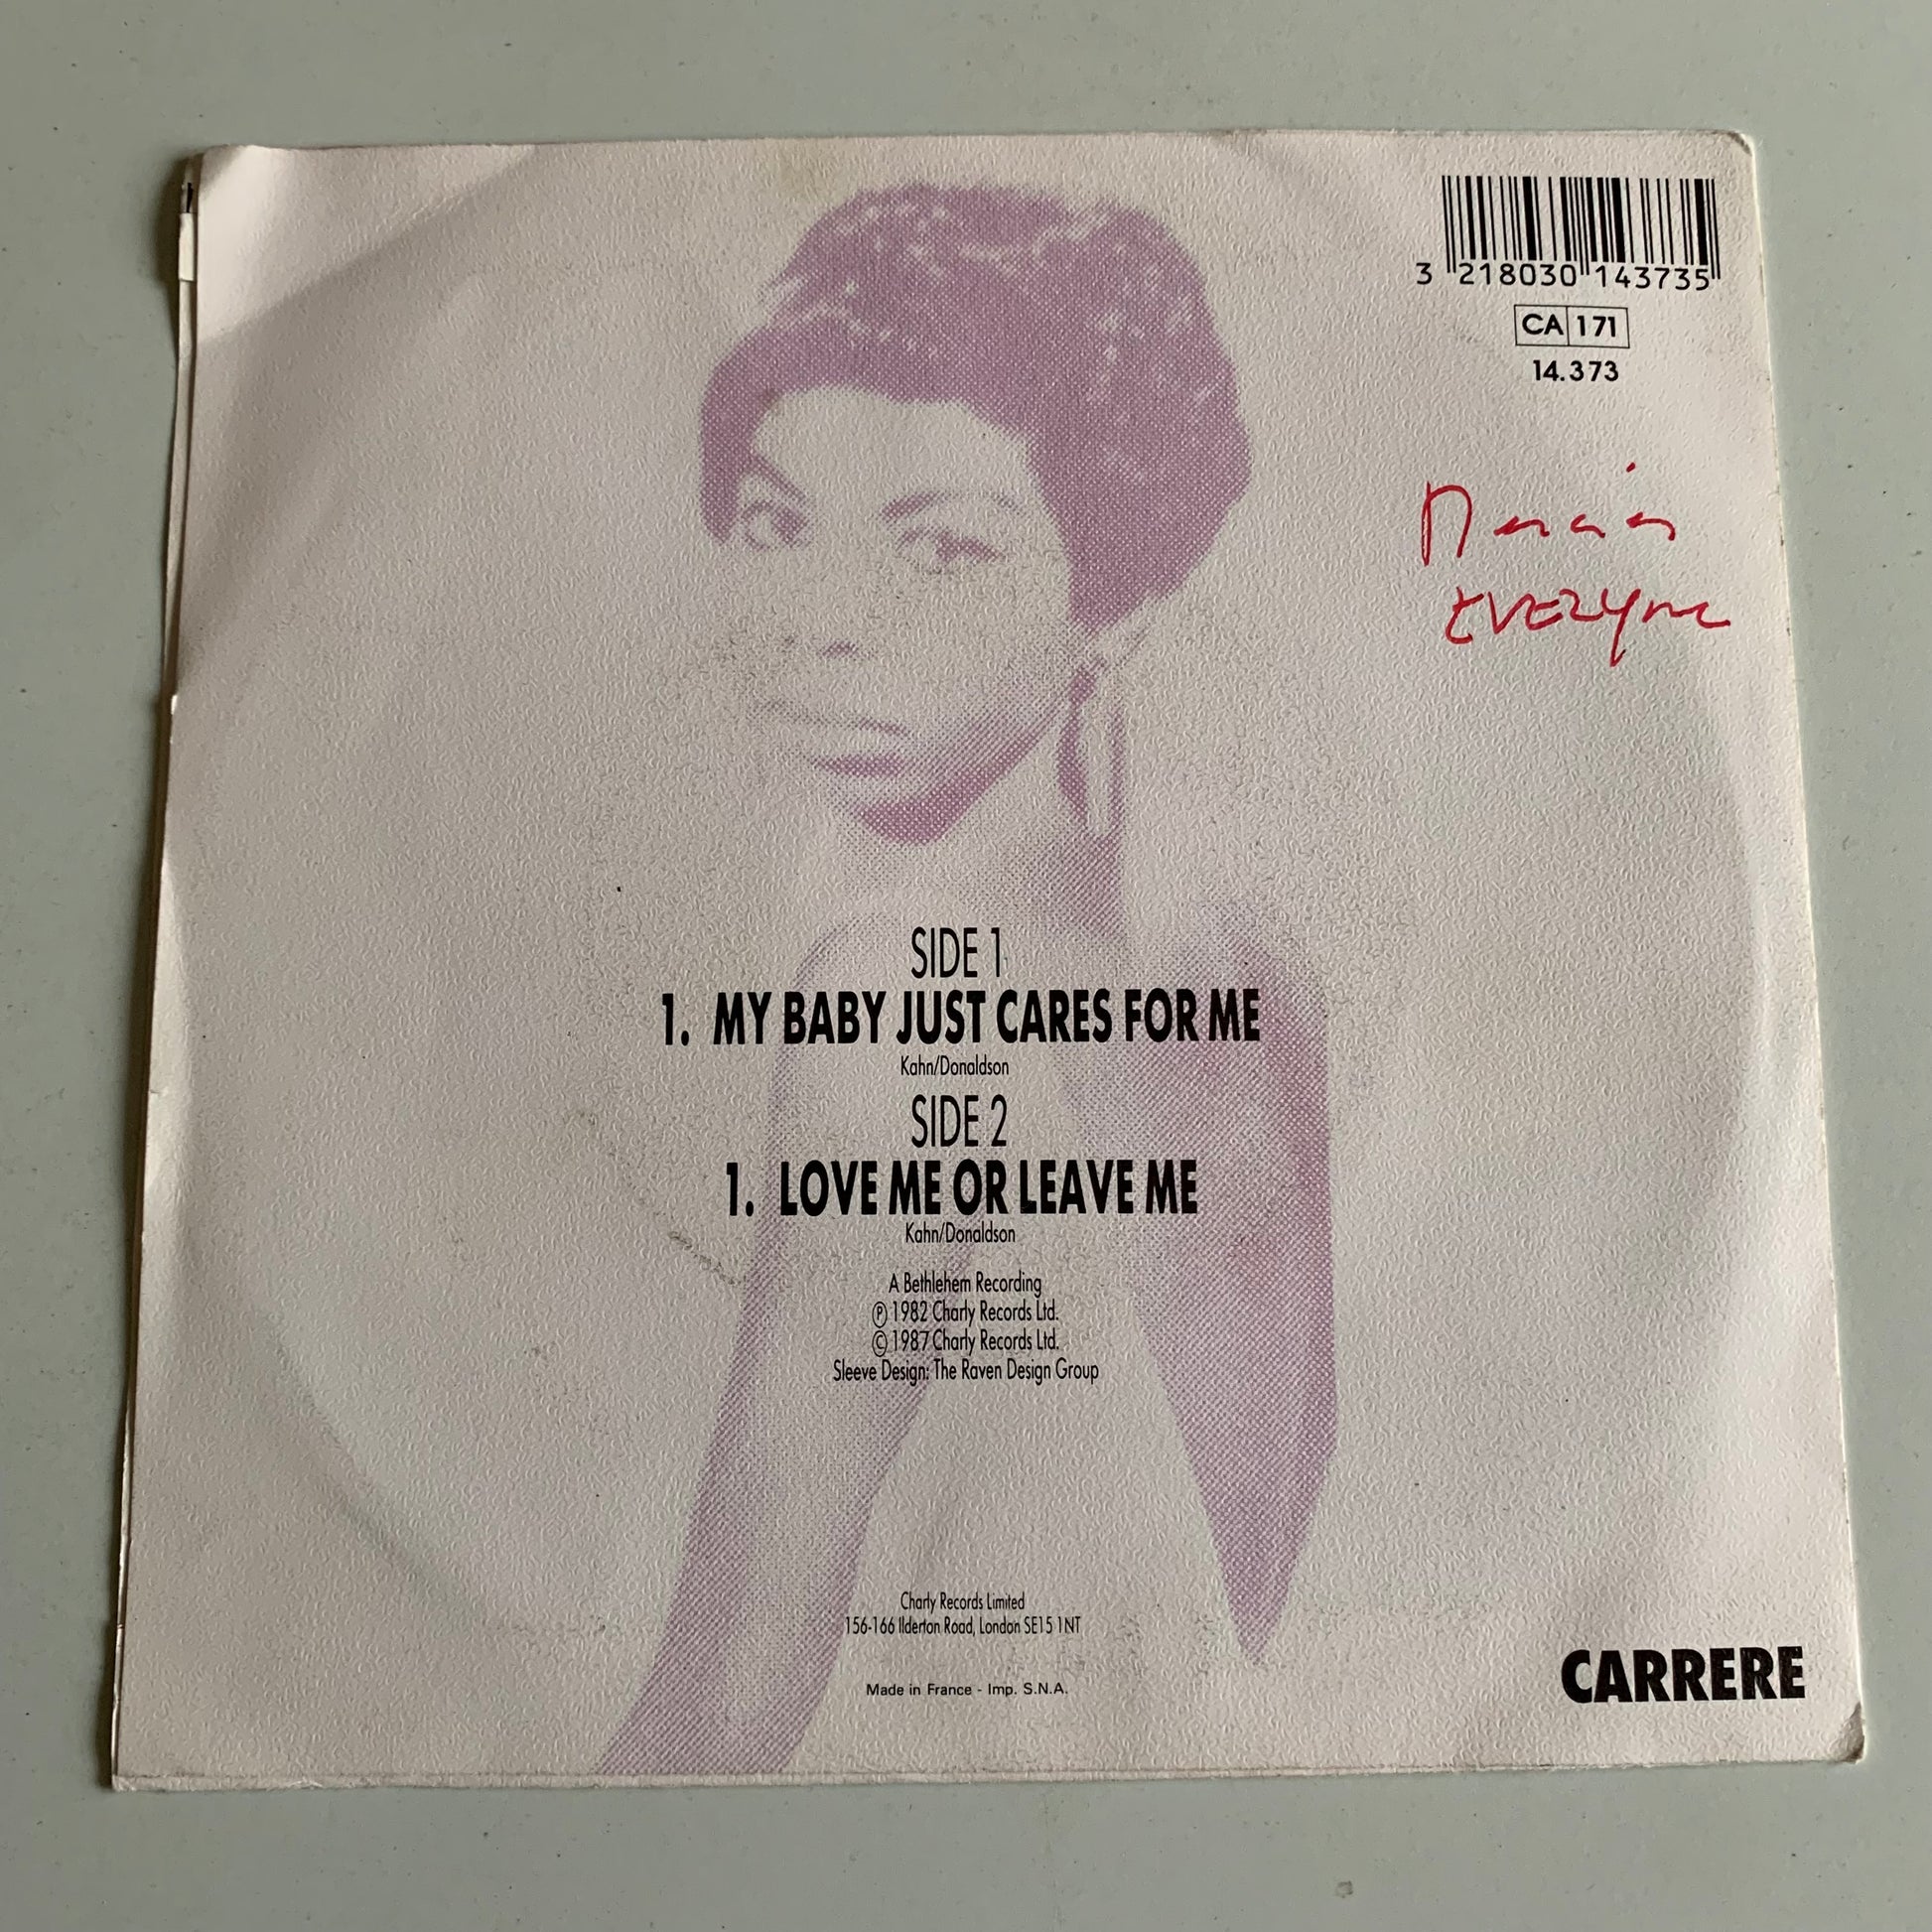 3 218030 143735
CA 171
14.373
Mercier
EVEZYNE
SIDE 1
1. MY BABY JUST CARES FOR ME
Kahn/Donaldson
SIDE 2
1. LOVE ME OR LEAVE ME
Kahn/Donaldson
A Bethlehem Recording
℗ 1982 Charly Records Ltd.
© 1987 Charly Records Ltd.
Sleeve Design: The Raven Design Group
Charly Records Limited
156-166 Ilderton Road, London SE15 1NT
Made in France - Imp. S.N.A.
CARRERE